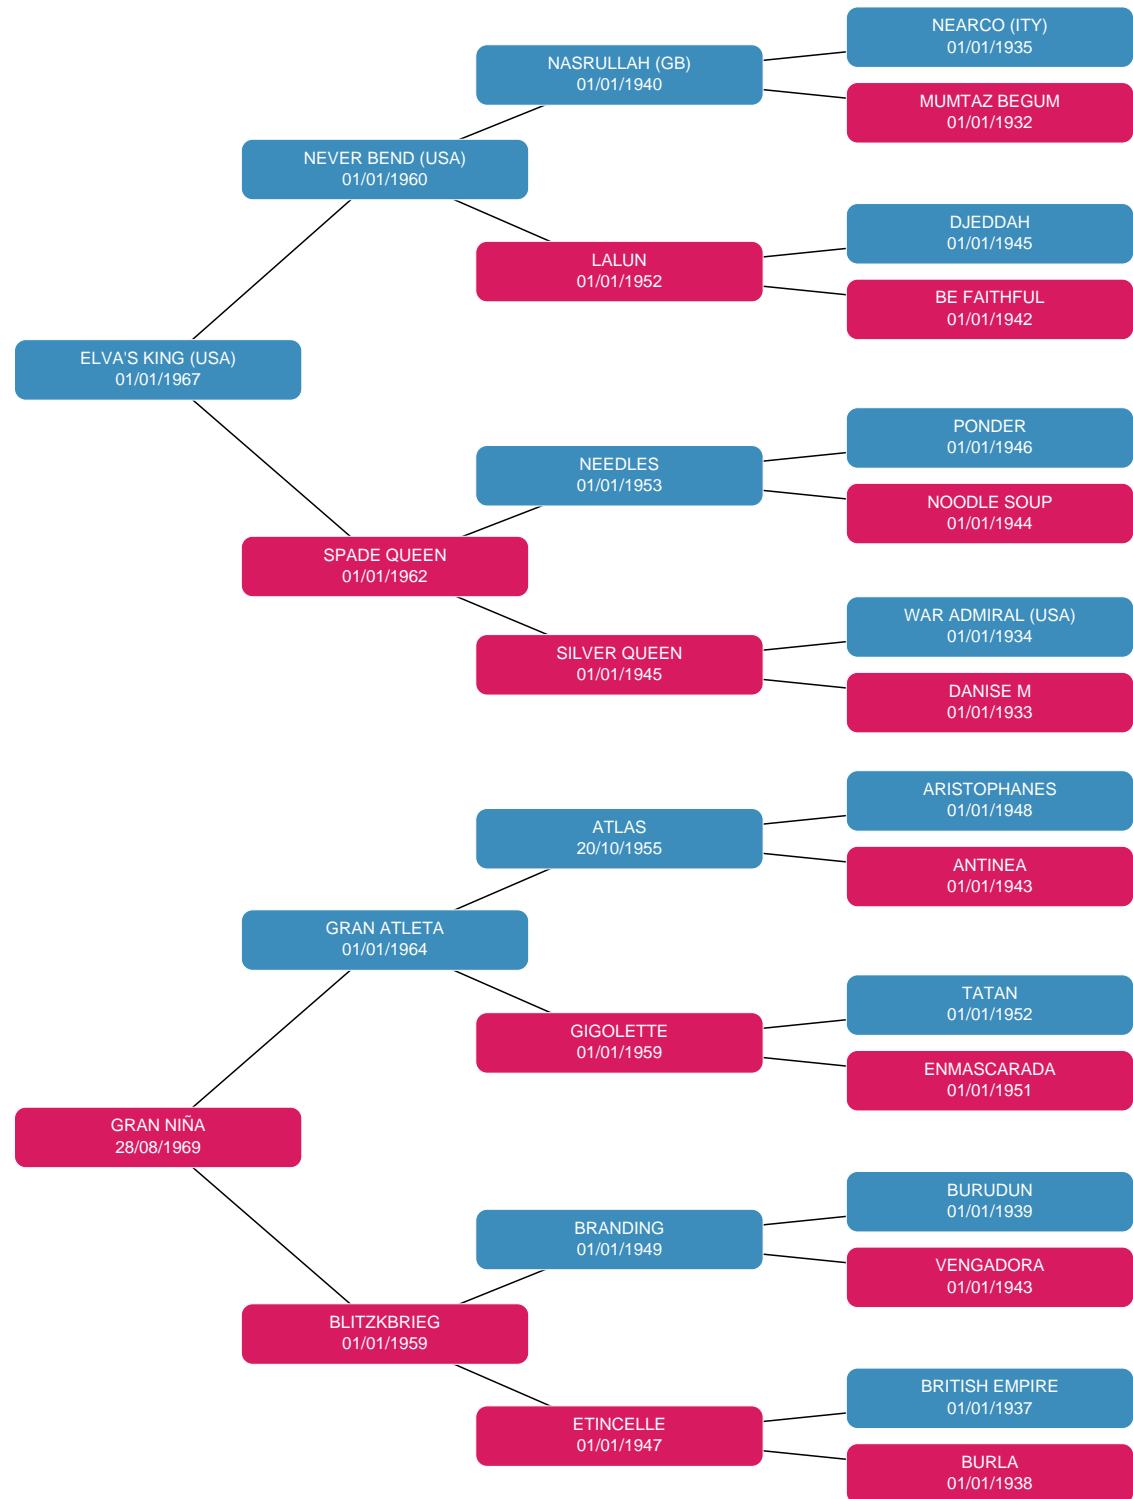 NEARCO (ITY)
01/01/1935
NASRULLAH (GB)
01/01/1940
MUMTAZ BEGUM
01/01/1932
NEVER BEND (USA)
01/01/1960
DJEDDAH
01/01/1945
LALUN
01/01/1952
BE FAITHFUL
01/01/1942
ELVA'S KING (USA)
01/01/1967
PONDER
01/01/1946
NEEDLES
01/01/1953
NOODLE SOUP
01/01/1944
SPADE QUEEN
01/01/1962
WAR ADMIRAL (USA)
01/01/1934
SILVER QUEEN
01/01/1945
DANISE M
01/01/1933
ARISTOPHANES
01/01/1948
ATLAS
20/10/1955
ANTINEA
01/01/1943
GRAN ATLETA
01/01/1964
TATAN
01/01/1952
GIGOLETTE
01/01/1959
ENMASCARADA
01/01/1951
GRAN NIÑA
28/08/1969
BURUDUN
01/01/1939
BRANDING
01/01/1949
VENGADORA
01/01/1943
BLITZKBRIEG
01/01/1959
BRITISH EMPIRE
01/01/1937
ETINCELLE
01/01/1947
BURLA
01/01/1938